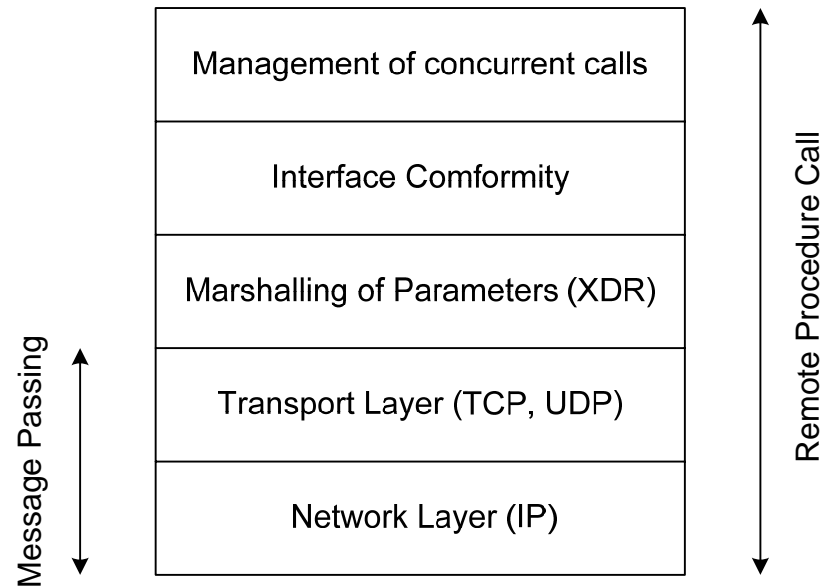 Management of concurrent calls
Interface Comformity
Marshalling of Parameters (XDR)
Transport Layer (TCP, UDP)
Network Layer (IP)
Message Passing
Remote Procedure Call